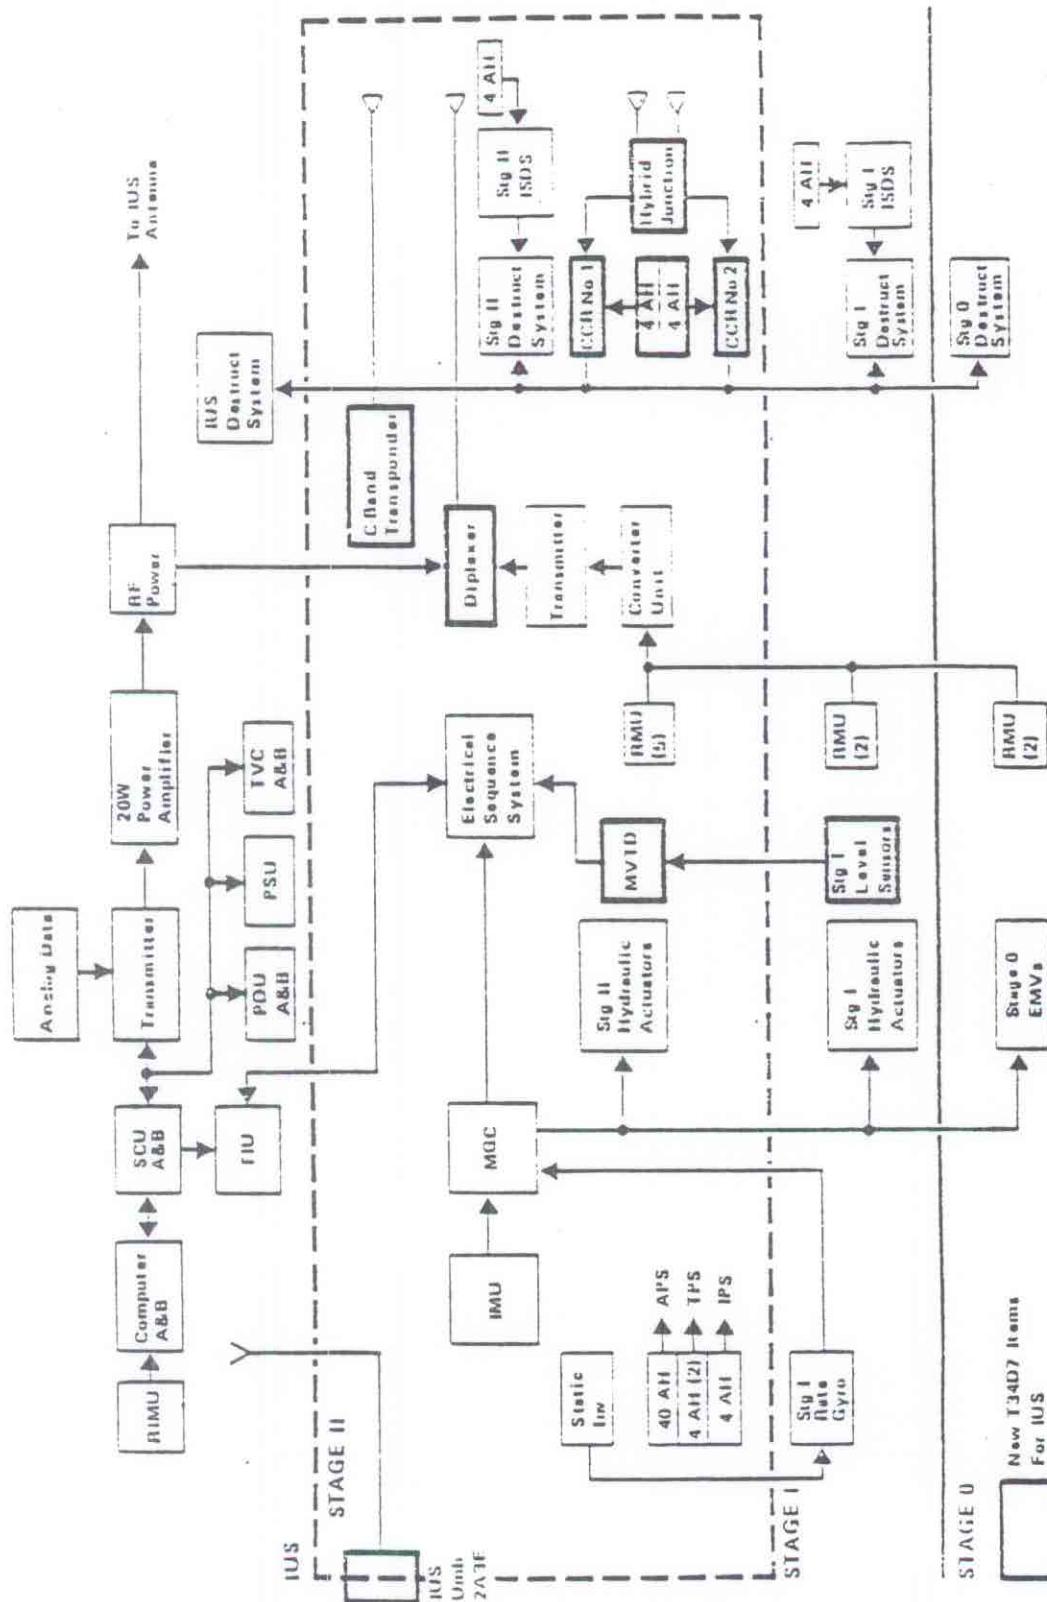 Analog Data
RIMU
Computer
A&B
SCU
A&B
Transmitter
20W
Power
Amplifier
RF
Power
To IUS
Antenna
PDU
A&B
PSU
TVC
A&B
IUS
Destruct
System
IUS
STAGE II
IUS
Umb
IMU
MGC
Electrical
Sequence
System
Diplexer
C-Band
Transponder
Transmitter
Converter
Unit
Stg II
Destruct
System
Stg II
ISDS
4 AH
CCR No 1
4 AH
4 AH
CCR No 2
Hybrid
Junction
Static
Inv
40 AH
APS
4 AH (2)
TPS
4 AH
IPS
Stg II
Hydraulic
Actuators
MVTD
RMU
(5)
STAGE I
Stg I
Rate
Gyro
Stg I
Hydraulic
Actuators
Stg I
Level
Sensors
RMU
(2)
Stg I
Destruct
System
Stg I
ISDS
4 AH
STAGE 0
Stage 0
EMVs
RMU
(2)
Stg 0
Destruct
System
New T34D7 Items
For IUS